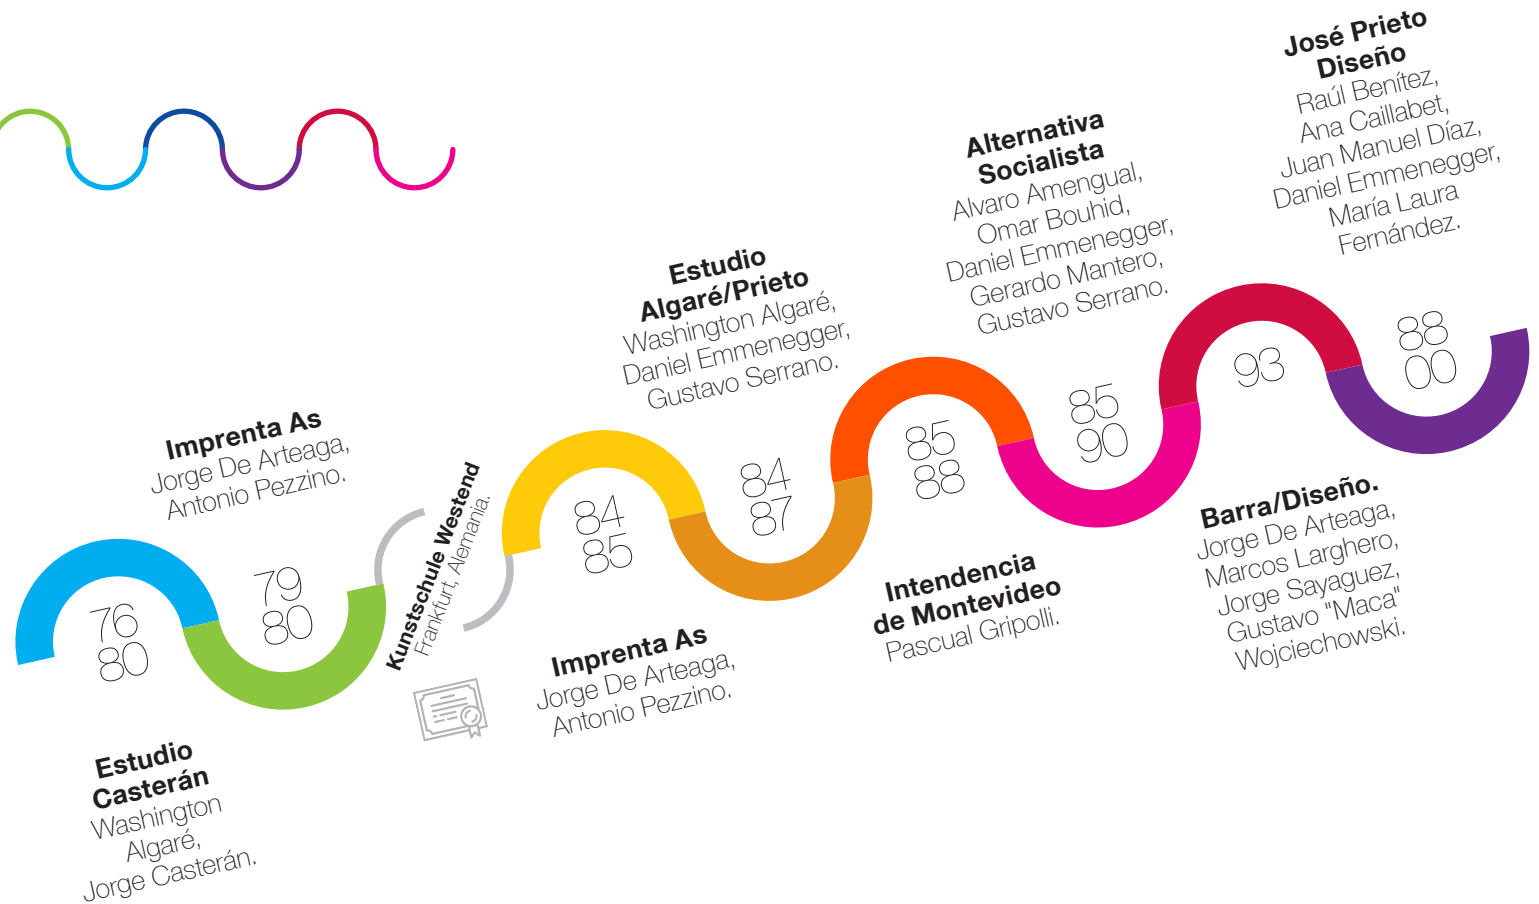 76
80
Estudio
Casterán
Washington
Algaré,
Jorge Casterán.
Imprenta As
Jorge De Arteaga,
Antonio Pezzino.
79
80
Kunstschule Westend
Frankfurt, Alemania.
84
85
Imprenta As
Jorge De Arteaga,
Antonio Pezzino.
Estudio
Algaré/Prieto
Washington Algaré,
Daniel Emmenegger,
Gustavo Serrano.
84
87
85
88
Intendencia
de Montevideo
Pascual Gripolli.
Alternativa
Socialista
Alvaro Amengual,
Omar Bouhid,
Daniel Emmenegger,
Gerardo Mantero,
Gustavo Serrano.
85
90
93
Barra/Diseño.
Jorge De Arteaga,
Marcos Larghero,
Jorge Sayaguez,
Gustavo "Maca"
Wojciechowski.
José Prieto
Diseño
Raúl Benítez,
Ana Caillabet,
Juan Manuel Díaz,
Daniel Emmenegger,
María Laura
Fernández.
88
00